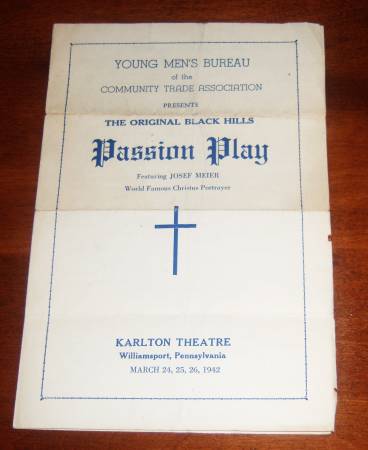 YOUNG MEN'S BUREAU
of the
COMMUNITY TRADE ASSOCIATION
PRESENTS
THE ORIGINAL BLACK HILLS
Passion Play
Featuring JOSEF MEIER
World Famous Christus Portrayer
KARLTON THEATRE
Williamsport, Pennsylvania
MARCH 24, 25, 26, 1942